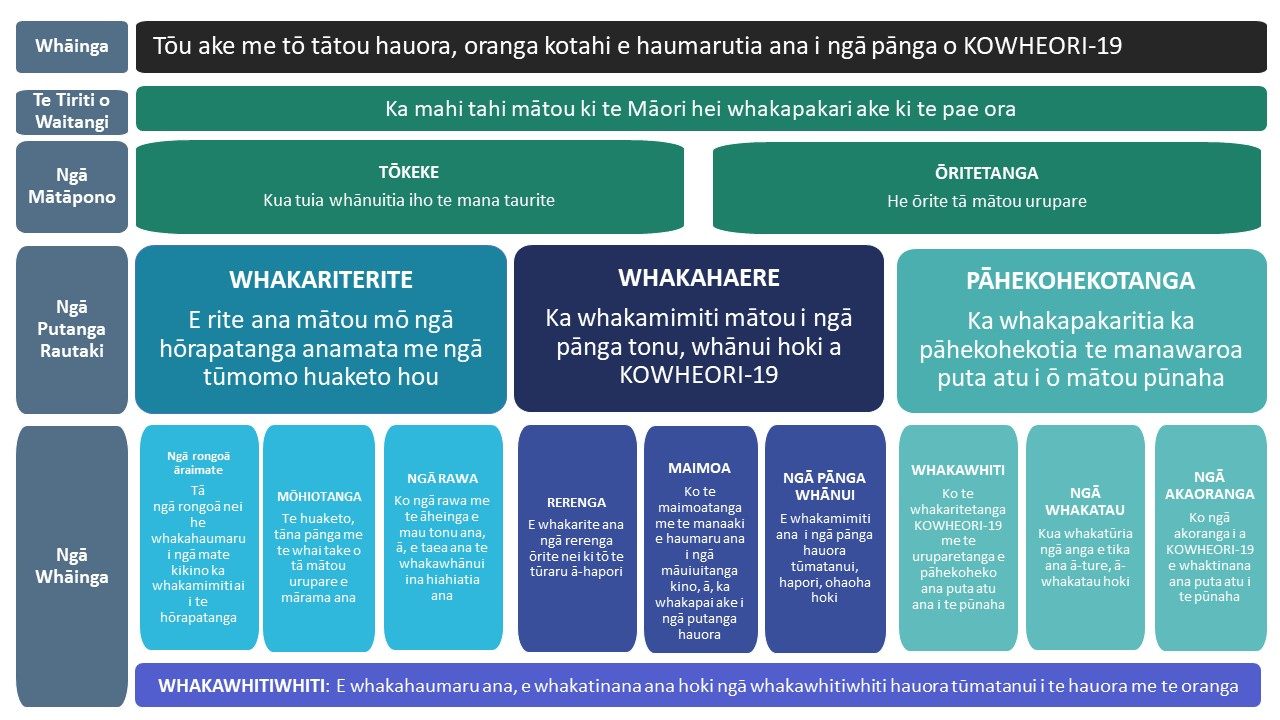 Whāinga
Tōu ake me tō tātou hauora, oranga kotahi e haumarutia ana i ngā pānga o KOWHEORI-19
Te Tiriti o
Waitangi
Ka mahi tahi mātou ki te Māori hei whakapakari ake ki te pae ora
Ngā
Mātāpono
TŌKEKE
Kua tuia whānuitia iho te mana taurite
ŌRITETANGA
He ōrite tā mātou urupare
Ngā
Putanga
Rautaki
WHAKARITERITE
E rite ana mātou mō ngā
hōrapatanga anamata me ngā
tūmomo huaketo hou
WHAKAHAERE
Ka whakamimiti mātou i ngā
pānga tonu, whānui hoki a
KOWHEORI-19
PĀHEKOHEKOTANGA
Ka whakapakaritia ka
pāhekohekotia te manawaroa
puta atu i ō mātou pūnaha
Ngā
Whāinga
Ngā rongoā
āraimate
Tā
ngā rongoā nei
he
whakahaumaru
i ngā mate
kikino ka
whakamimiti ai
i te
hōrapatanga
MŌHIOTANGA
Te huaketo,
tāna pānga me
te whai take o
tā mātou
urupare e
mārama ana
NGĀ RAWA
Ko ngā rawa me
te āheinga e
mau tonu ana,
ā, e taea ana te
whakawhānui
ina hiahiatia
ana
RERENGA
E whakarite ana
ngā rerenga
ōrite nei ki tō te
tūraru ā-hapori
MAIMOA
Ko te
maimoatanga
me te manaaki
e haumaru ana
i ngā
māuiuitanga
kino, ā, ka
whakapai ake i
ngā putanga
hauora
NGĀ PĀNGA
WHĀNUI
E whakamimiti
ana i ngā pānga
hauora
tūmatanui,
hapori, ohaoha
hoki
WHAKAWHITI
Ko te
whakaritetanga
KOWHEORI-19
me te
uruparetanga e
pāhekoheko
ana puta atu
ana i te pūnaha
NGĀ
WHAKATAU
Kua whakatūria
ngā anga e tika
ana ā-ture, ā-
whakatau hoki
NGĀ
AKAORANGA
Ko ngā
akoranga i a
KOWHEORI-19
e whaktinana
ana puta atu i
te pūnaha
WHAKAWHITIWHITI: E whakahaumaru ana, e whakatinana ana hoki ngā whakawhitiwhiti hauora tūmatanui i te hauora me te oranga